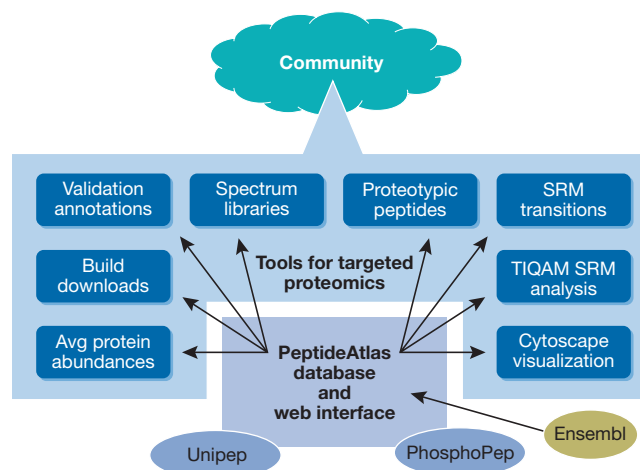 Community
Validation
annotations
Spectrum
libraries
Proteotypic
peptides
SRM
transitions
Build
downloads
Tools for targeted
proteomics
TIQAM SRM
analysis
Avg protein
abundances
PeptideAtlas
database
and
web interface
Cytoscape
visualization
Unipep
PhosphoPep
Ensembl